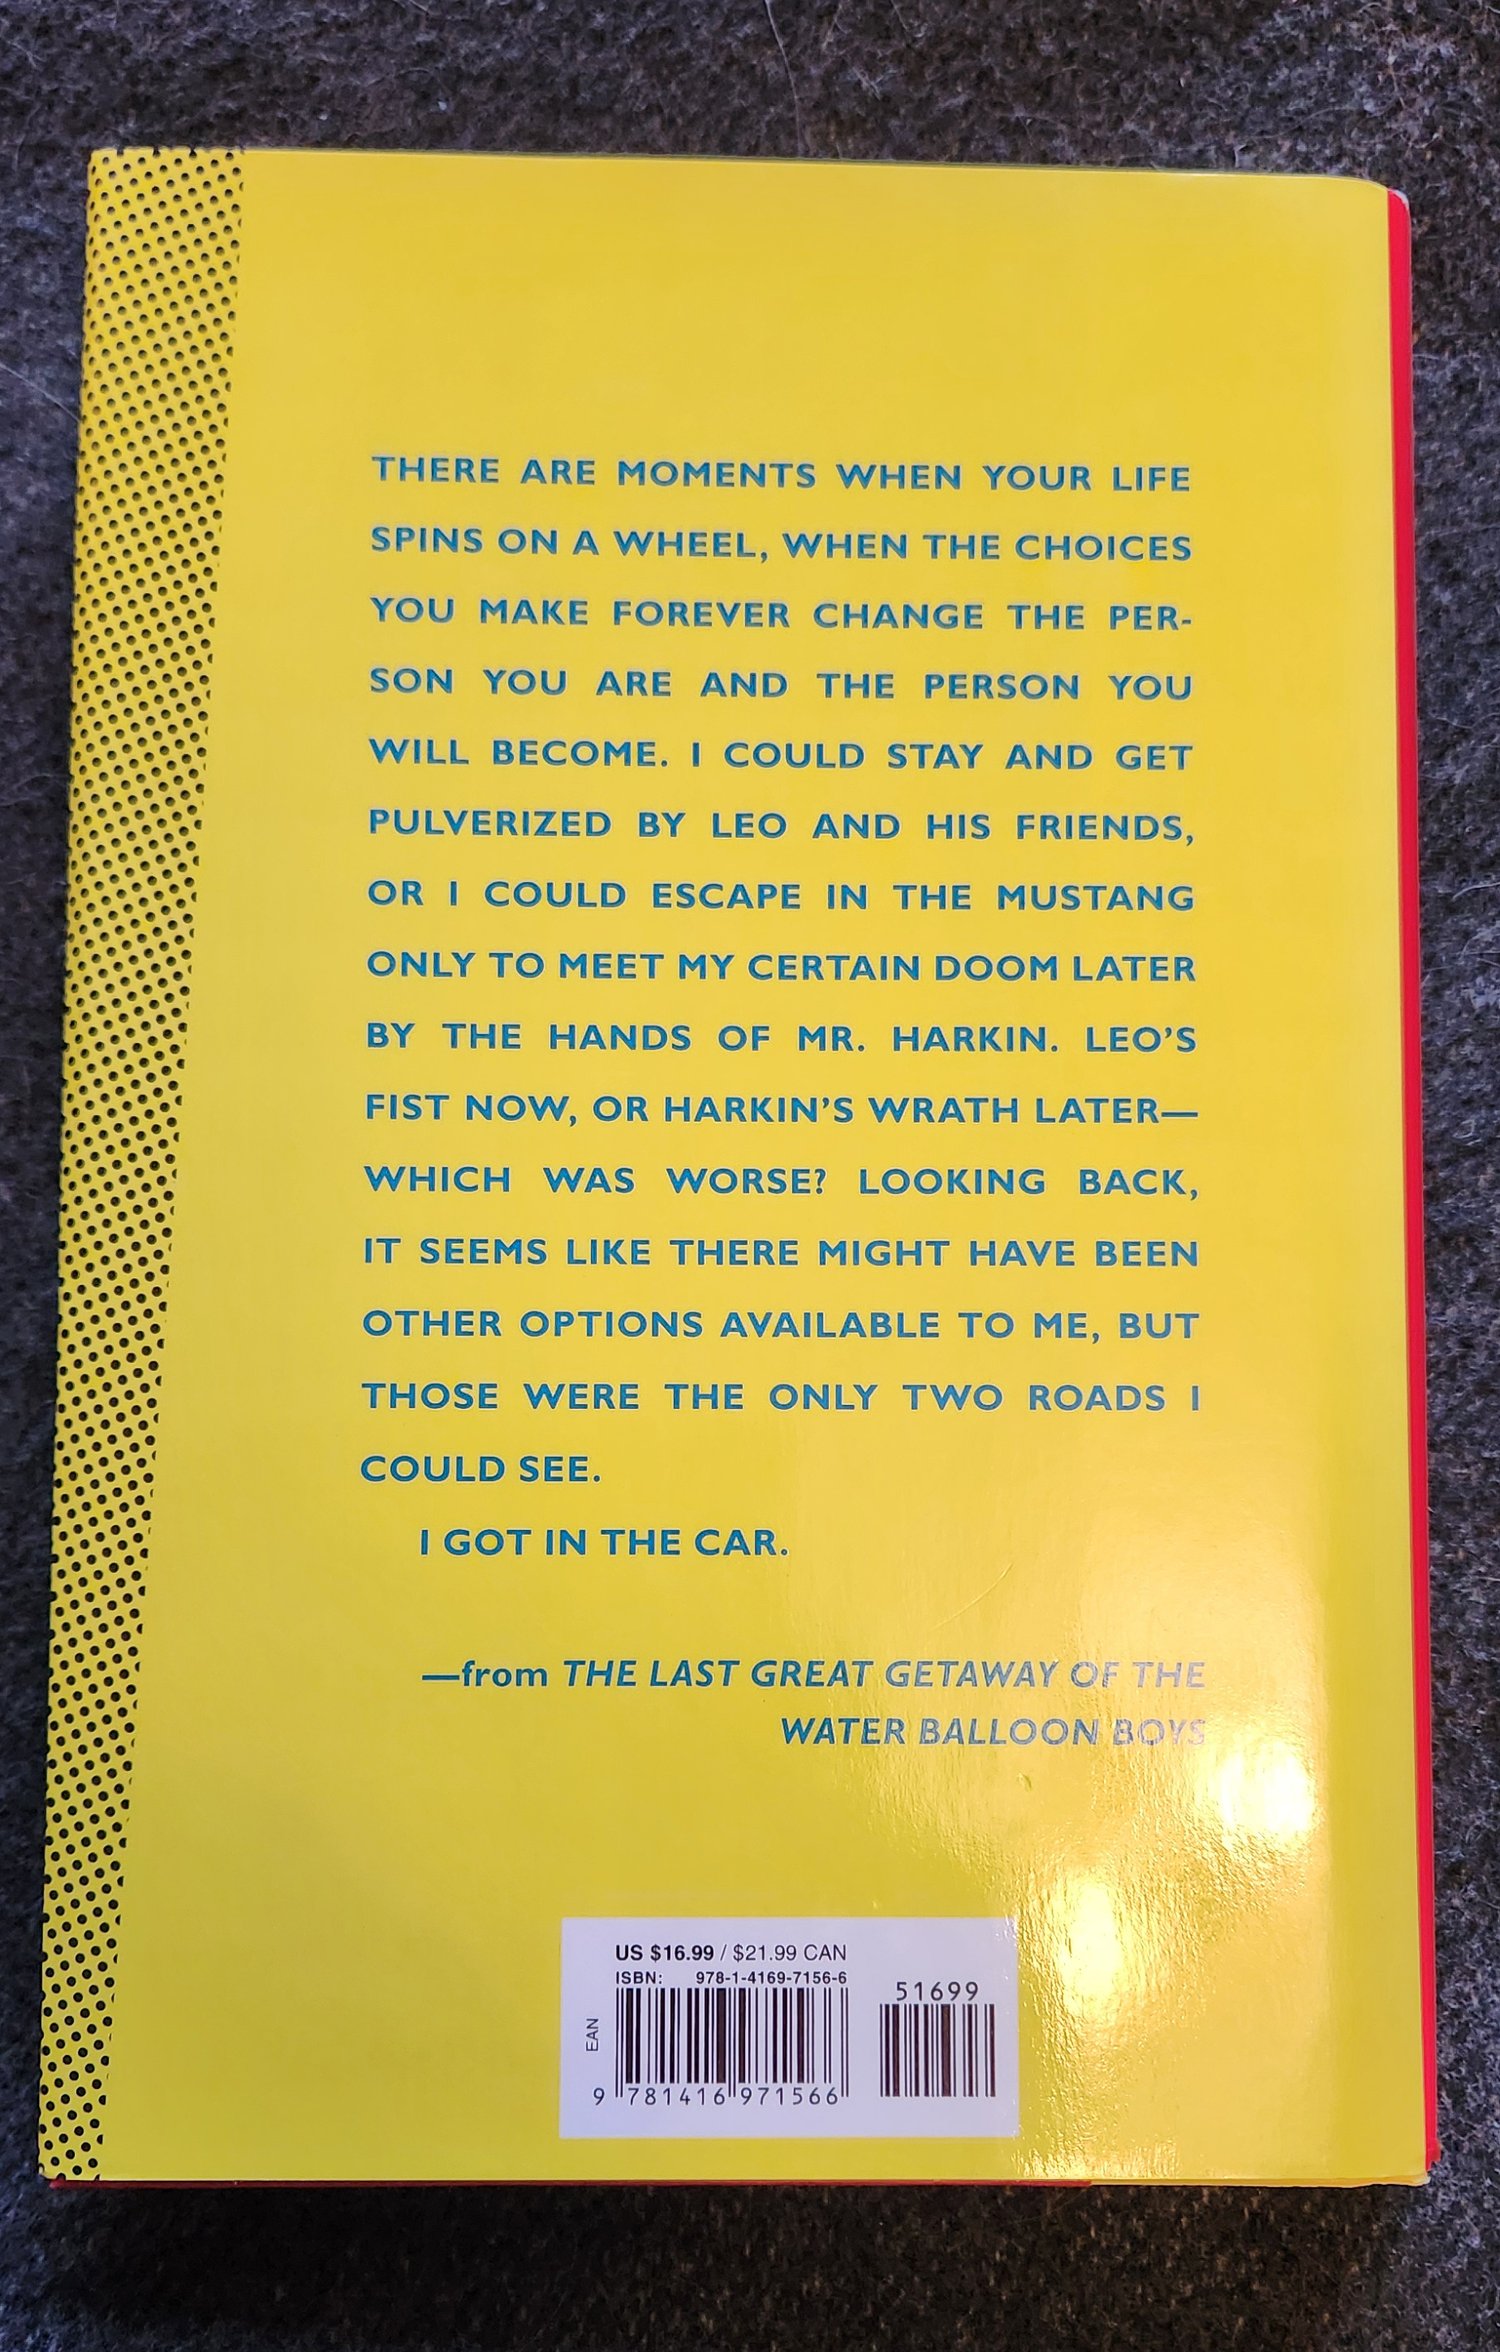 THERE ARE MOMENTS WHEN YOUR LIFE
SPINS ON A WHEEL, WHEN THE CHOICES
YOU MAKE FOREVER CHANGE THE PER-
SON YOU ARE AND THE PERSON YOU
WILL BECOME. I COULD STAY AND GET
PULVERIZED BY LEO AND HIS FRIENDS,
OR I COULD ESCAPE IN THE MUSTANG
ONLY TO MEET MY CERTAIN DOOM LATER
BY THE HANDS OF MR. HARKIN. LEO'S
FIST NOW, OR HARKIN'S WRATH LATER—
WHICH WAS WORSE? LOOKING BACK,
IT SEEMS LIKE THERE MIGHT HAVE BEEN
OTHER OPTIONS AVAILABLE TO ME, BUT
THOSE WERE THE ONLY TWO ROADS I
COULD SEE.
I GOT IN THE CAR.
—from THE LAST GREAT GETAWAY OF THE
WATER BALLOON BOYS
US $16.99 / $21.99 CAN
ISBN: 978-1-4169-7156-6
51699
EAN
9 781416 971566